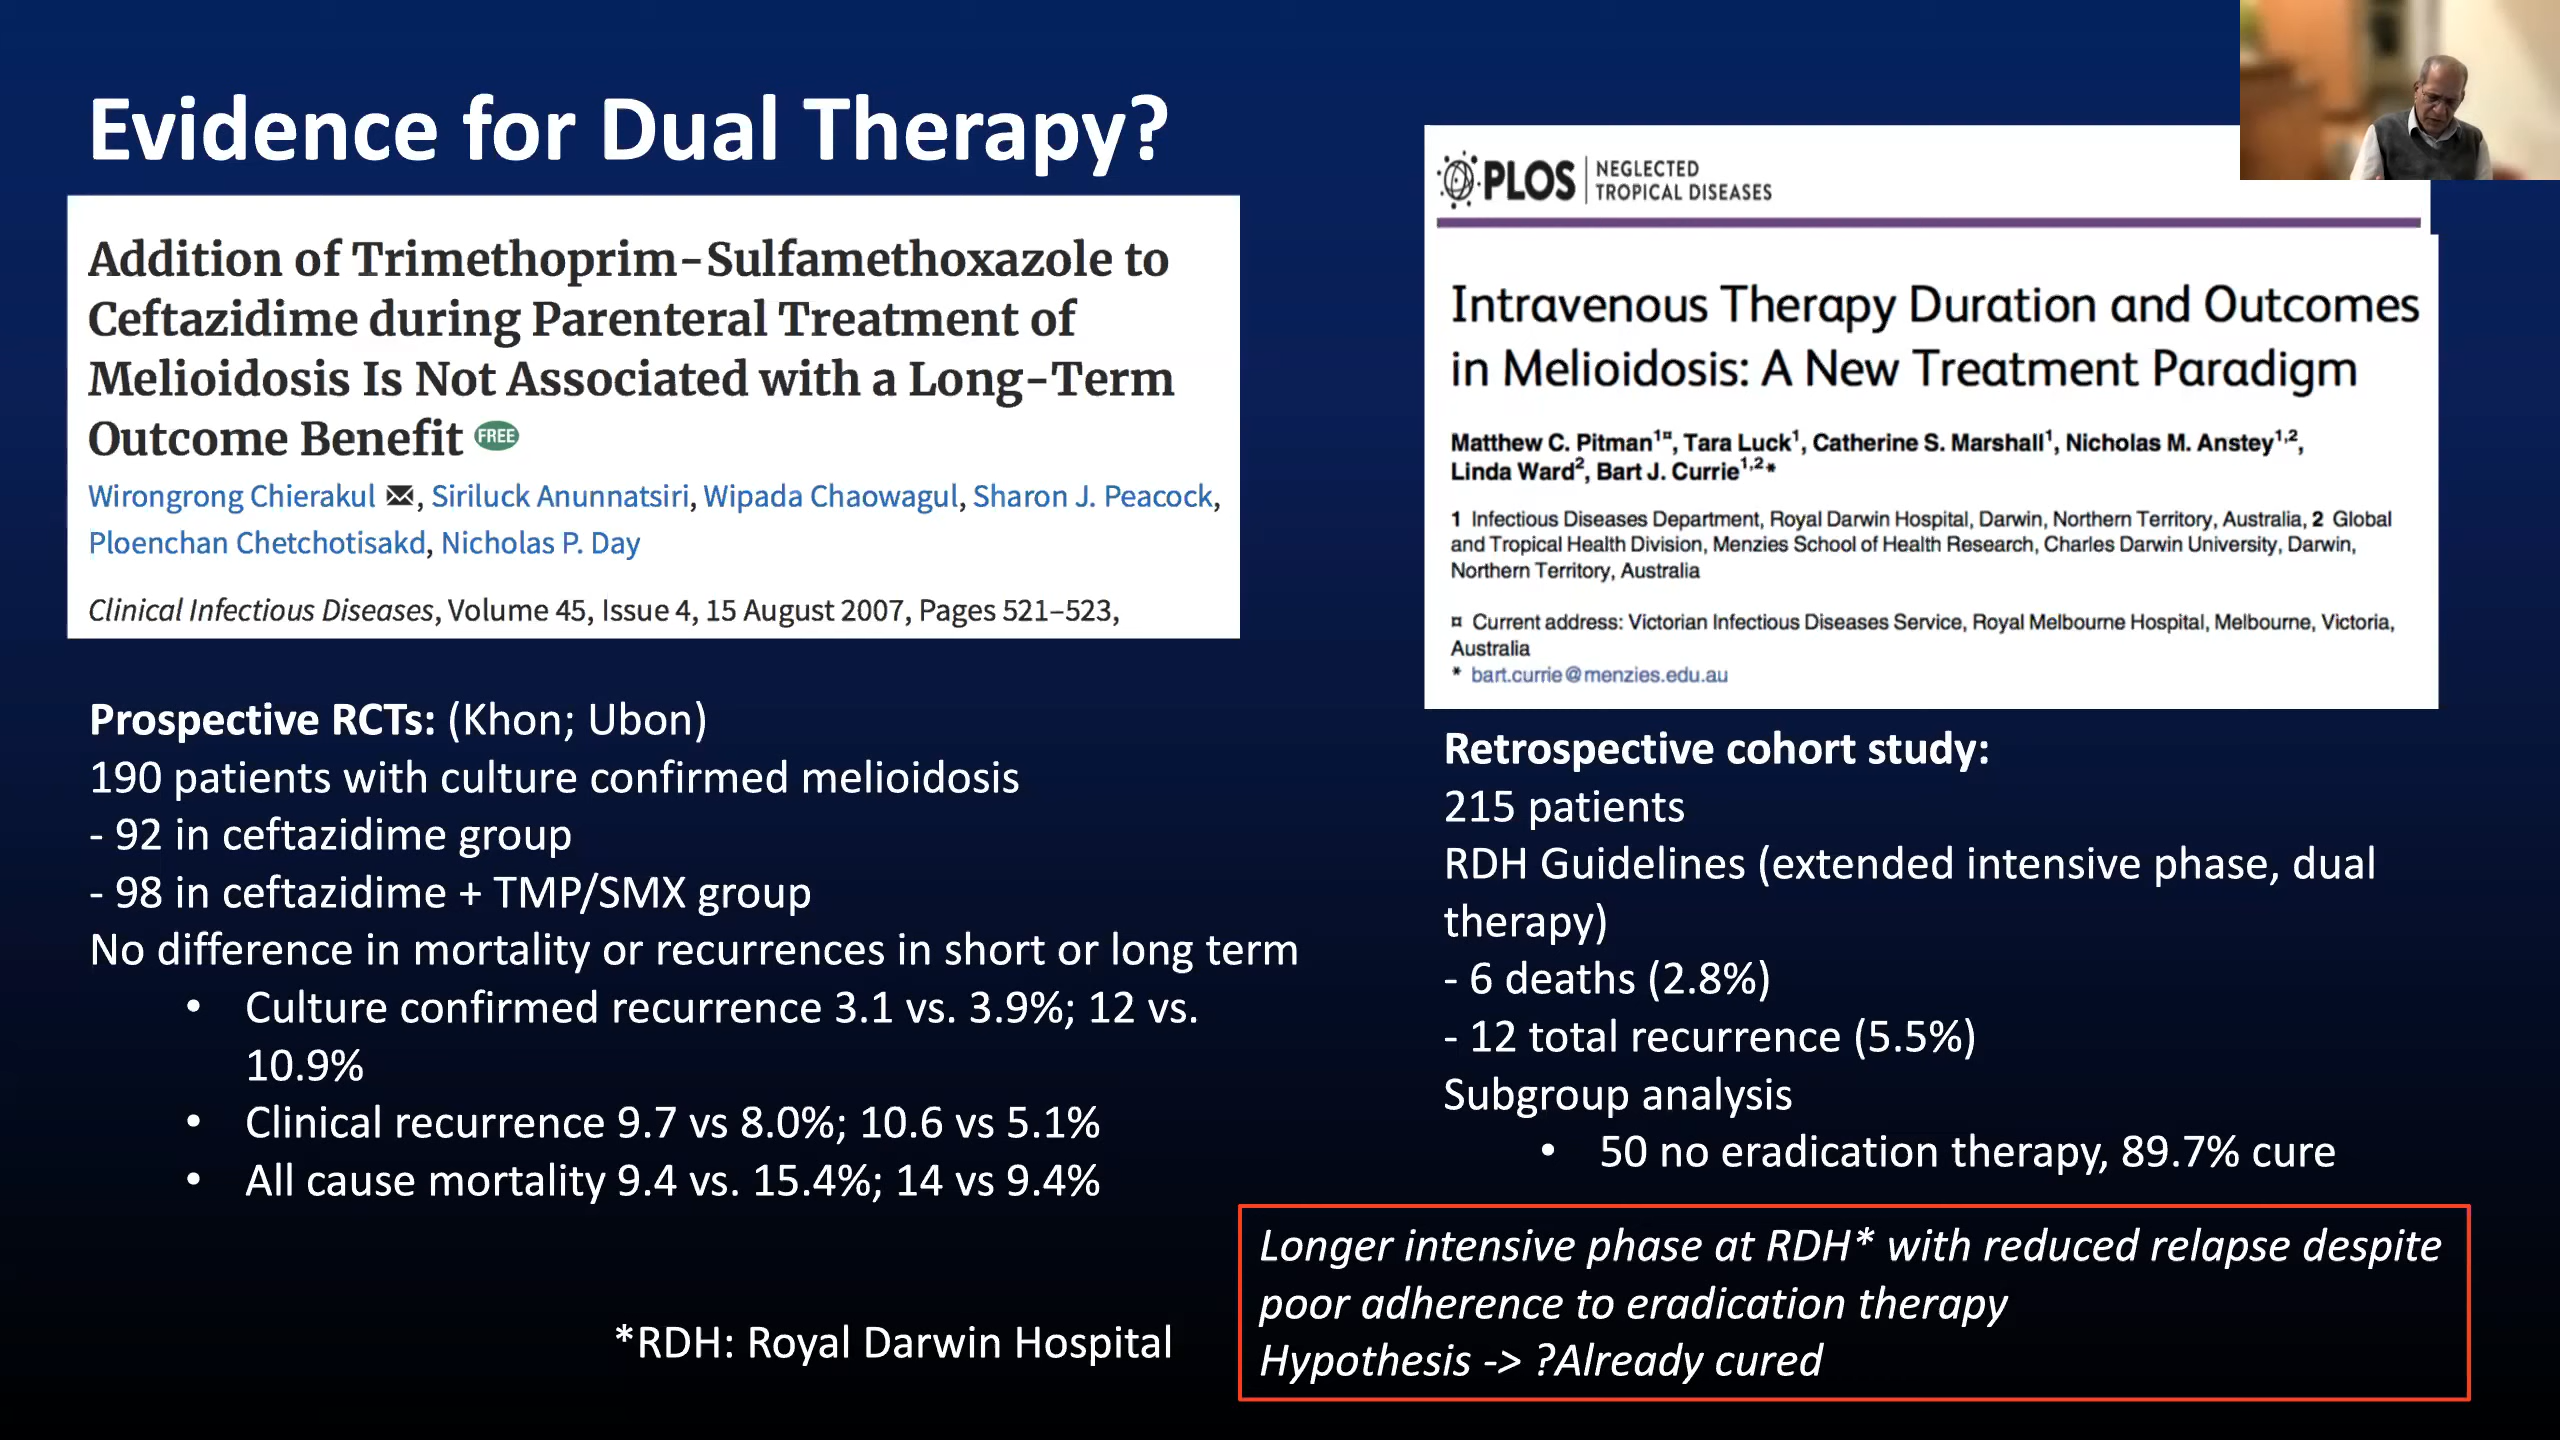 Evidence for Dual Therapy?
Addition of Trimethoprim-Sulfamethoxazole to
Ceftazidime during Parenteral Treatment of
Melioidosis Is Not Associated with a Long-Term
Outcome Benefit FREE
Wirongrong Chierakul, Siriluck Anunnatsiri, Wipada Chaowagul, Sharon J. Peacock,
Ploenchan Chetchotisakd, Nicholas P. Day
Clinical Infectious Diseases, Volume 45, Issue 4, 15 August 2007, Pages 521–523,
Prospective RCTs: (Khon; Ubon)
190 patients with culture confirmed melioidosis
- 92 in ceftazidime group
- 98 in ceftazidime + TMP/SMX group
No difference in mortality or recurrences in short or long term
• Culture confirmed recurrence 3.1 vs. 3.9%; 12 vs.
10.9%
• Clinical recurrence 9.7 vs 8.0%; 10.6 vs 5.1%
• All cause mortality 9.4 vs. 15.4%; 14 vs 9.4%
*RDH: Royal Darwin Hospital
PLOS | NEGLECTED
TROPICAL DISEASES
Intravenous Therapy Duration and Outcomes
in Melioidosis: A New Treatment Paradigm
Matthew C. Pitman1¤, Tara Luck1, Catherine S. Marshall1, Nicholas M. Anstey1,2,
Linda Ward2, Bart J. Currie1,2*
1 Infectious Diseases Department, Royal Darwin Hospital, Darwin, Northern Territory, Australia, 2 Global
and Tropical Health Division, Menzies School of Health Research, Charles Darwin University, Darwin,
Northern Territory, Australia
¤ Current address: Victorian Infectious Diseases Service, Royal Melbourne Hospital, Melbourne, Victoria,
Australia
* bart.currie@menzies.edu.au
Retrospective cohort study:
215 patients
RDH Guidelines (extended intensive phase, dual
therapy)
- 6 deaths (2.8%)
- 12 total recurrence (5.5%)
Subgroup analysis
• 50 no eradication therapy, 89.7% cure
Longer intensive phase at RDH* with reduced relapse despite
poor adherence to eradication therapy
Hypothesis -> ?Already cured